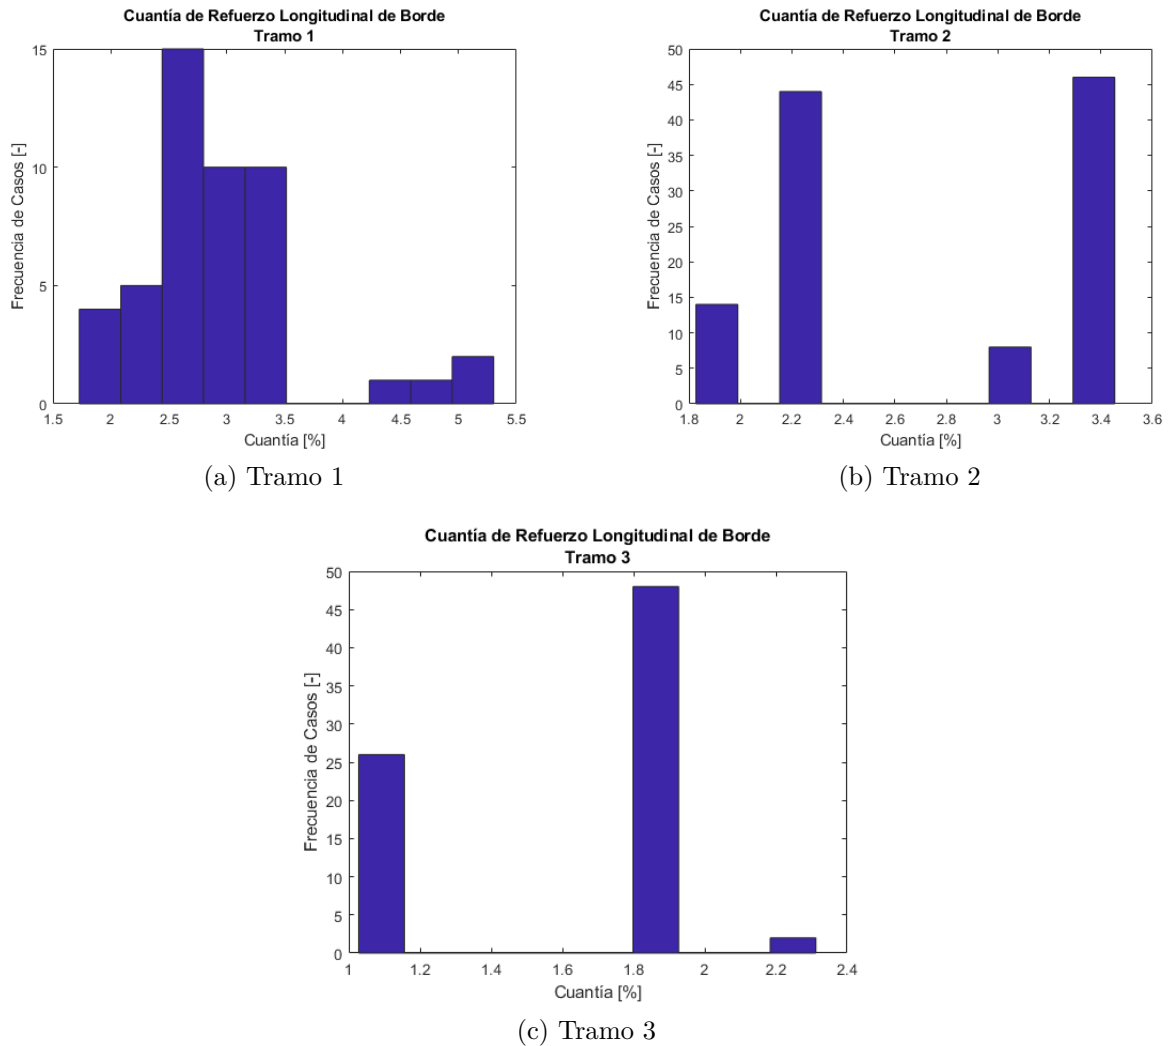 Cuantía de Refuerzo Longitudinal de Borde
Tramo 1
15
10
5
0
Frecuencia de Casos [-]
1.5 2 2.5 3 3.5 4 4.5 5 5.5
Cuantía [%]
(a) Tramo 1
Cuantía de Refuerzo Longitudinal de Borde
Tramo 2
50
45
40
35
30
25
20
15
10
5
0
Frecuencia de Casos [-]
1.8 2 2.2 2.4 2.6 2.8 3 3.2 3.4 3.6
Cuantía [%]
(b) Tramo 2
Cuantía de Refuerzo Longitudinal de Borde
Tramo 3
50
45
40
35
30
25
20
15
10
5
0
Frecuencia de Casos [-]
1 1.2 1.4 1.6 1.8 2 2.2 2.4
Cuantía [%]
(c) Tramo 3